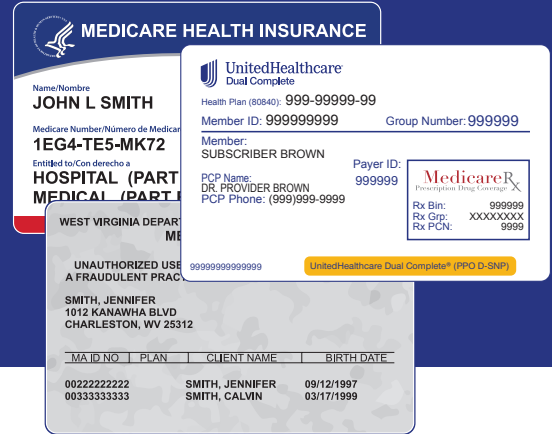 MEDICARE HEALTH INSURANCE
Name/Nombre
JOHN L SMITH
Medicare Number/Número de Medicar
1EG4-TE5-MK72
Entitled to/Con derecho a
HOSPITAL (PART
MEDICAL (PART
UnitedHealthcare
Dual Complete
Health Plan (80840): 999-99999-99
Member ID: 999999999 Group Number: 999999
Member:
SUBSCRIBER BROWN
Payer ID:
999999
PCP Name:
DR. PROVIDER BROWN
PCP Phone: (999)999-9999
MedicareRx
Prescription Drug Coverage
Rx Bin: 999999
Rx Grp: XXXXXXXX
Rx PCN: 9999
99999999999999 UnitedHealthcare Dual Complete® (PPO D-SNP)
WEST VIRGINIA DEPAR
ME
UNAUTHORIZED USE
A FRAUDULENT PRAC
SMITH, JENNIFER
1012 KANAWHA BLVD
CHARLESTON, WV 25312
MA ID NO PLAN CLIENT NAME BIRTH DATE
00222222222 SMITH, JENNIFER 09/12/1997
00333333333 SMITH, CALVIN 03/17/1999